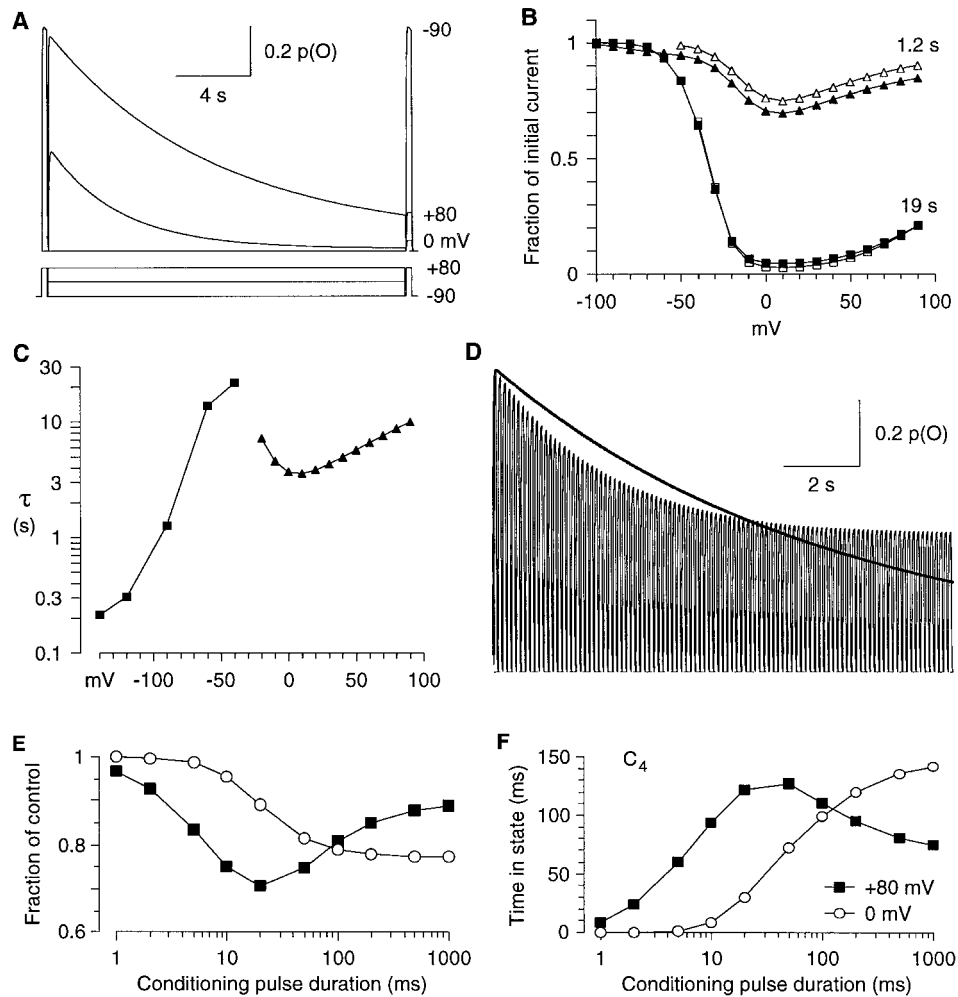 A
-90
0.2 p(O)
4 s
+80
0 mV
+80
-90
B
Fraction of initial current
1
0.5
0
1.2 s
19 s
-100 -50 0 50 100
mV
C
τ
(s)
30
10
3
1
0.3
0.1
mV -100 -50 0 50 100
D
0.2 p(O)
2 s
E
Fraction of control
1
0.8
0.6
1 10 100 1000
Conditioning pulse duration (ms)
F
C4
Time in state (ms)
150
100
50
0
+80 mV
0 mV
1 10 100 1000
Conditioning pulse duration (ms)